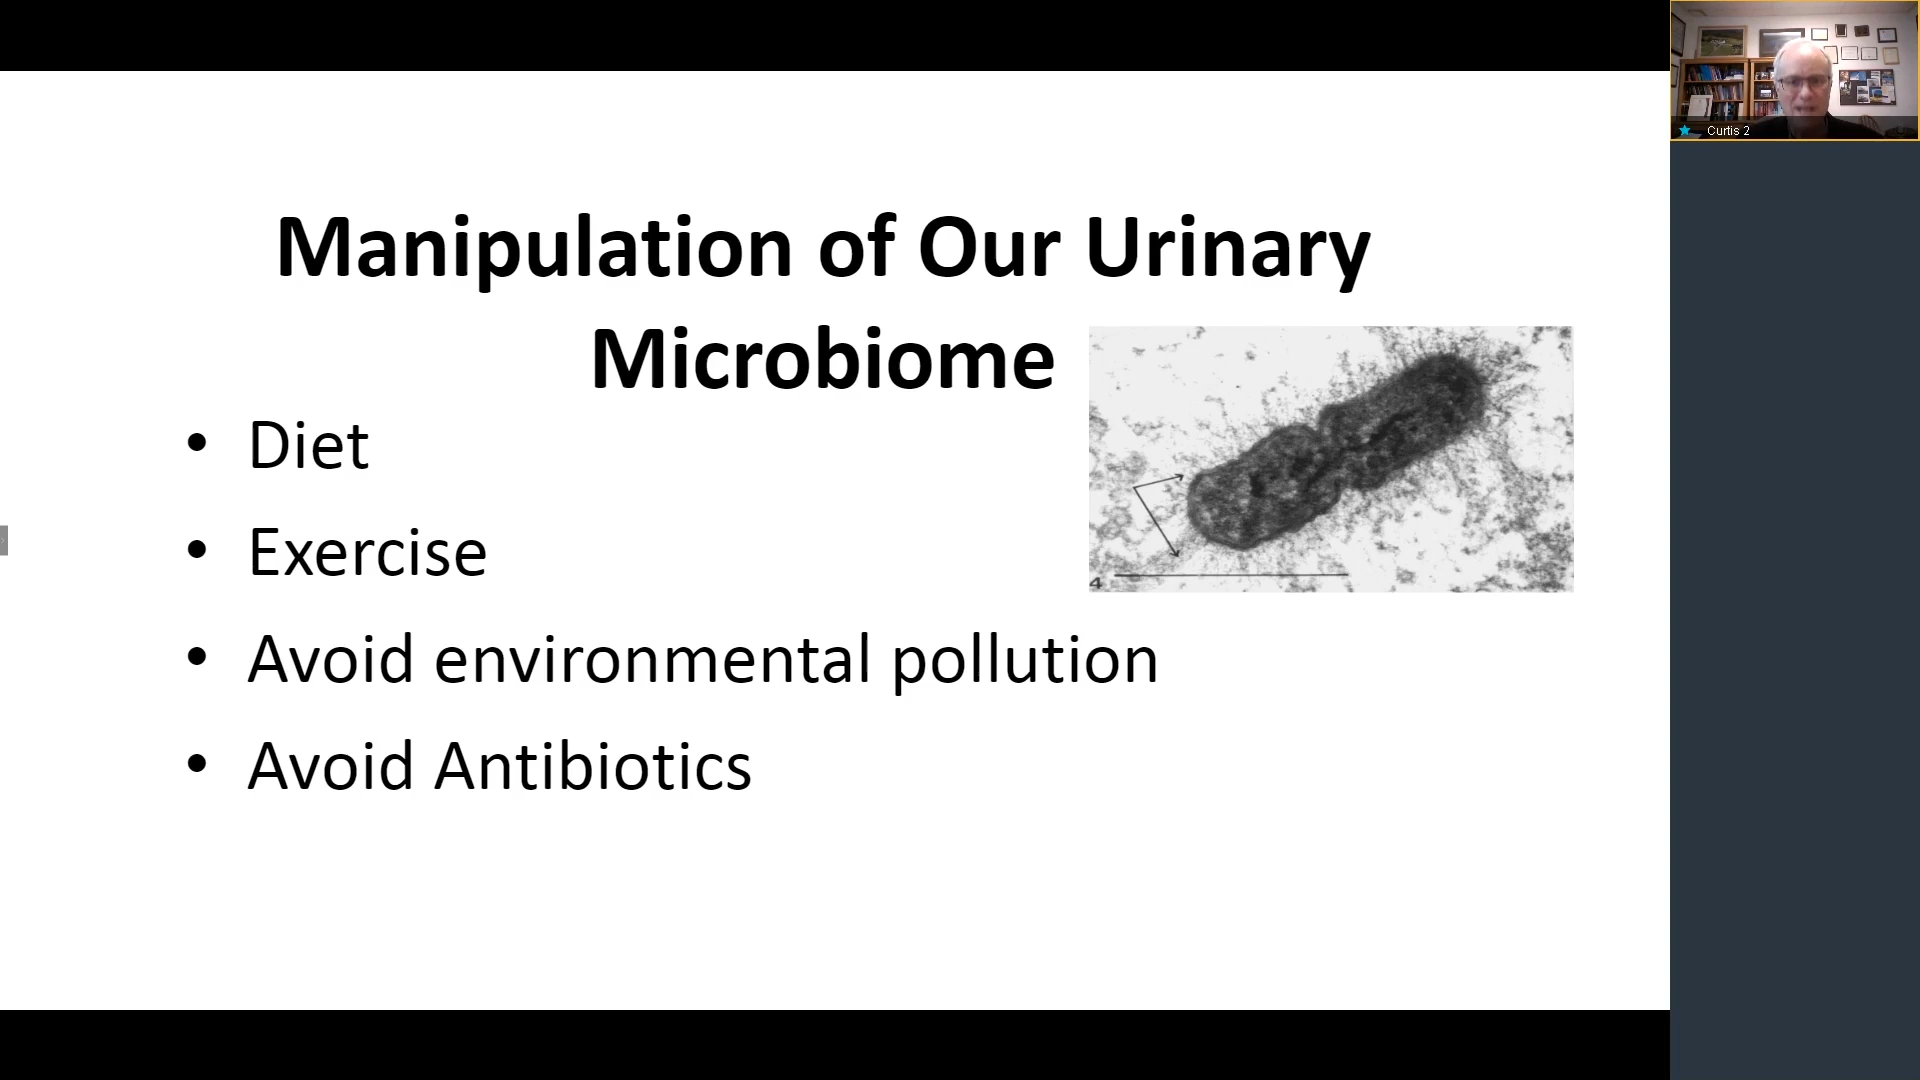 Manipulation of Our Urinary
Microbiome
• Diet
• Exercise
• Avoid environmental pollution
• Avoid Antibiotics
4
Curtis 2